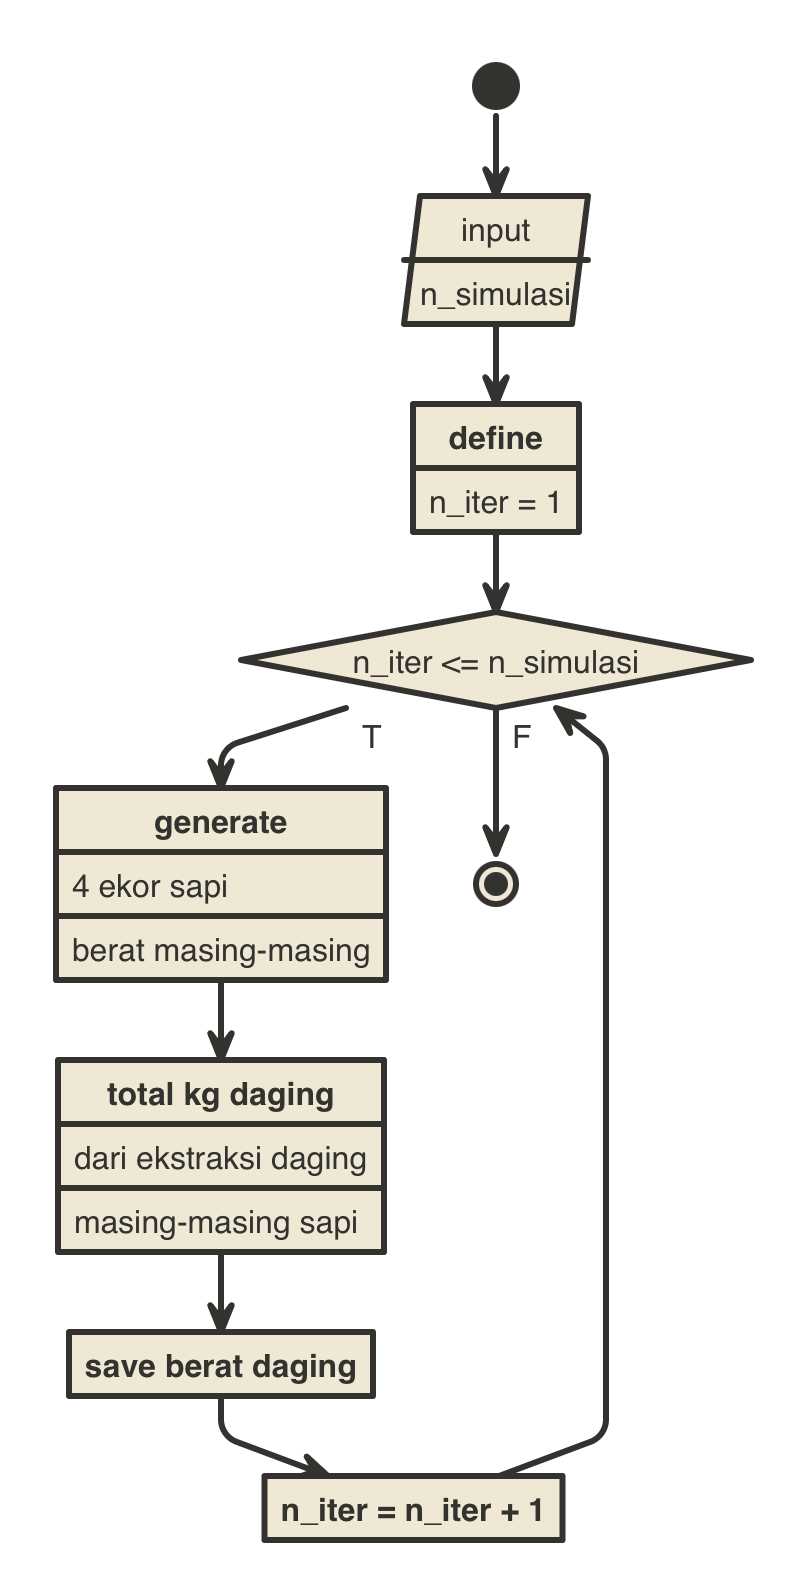 input
n_simulasi
define
n_iter = 1
n_iter <= n_simulasi
T
F
generate
4 ekor sapi
berat masing-masing
total kg daging
dari ekstraksi daging
masing-masing sapi
save berat daging
n_iter = n_iter + 1